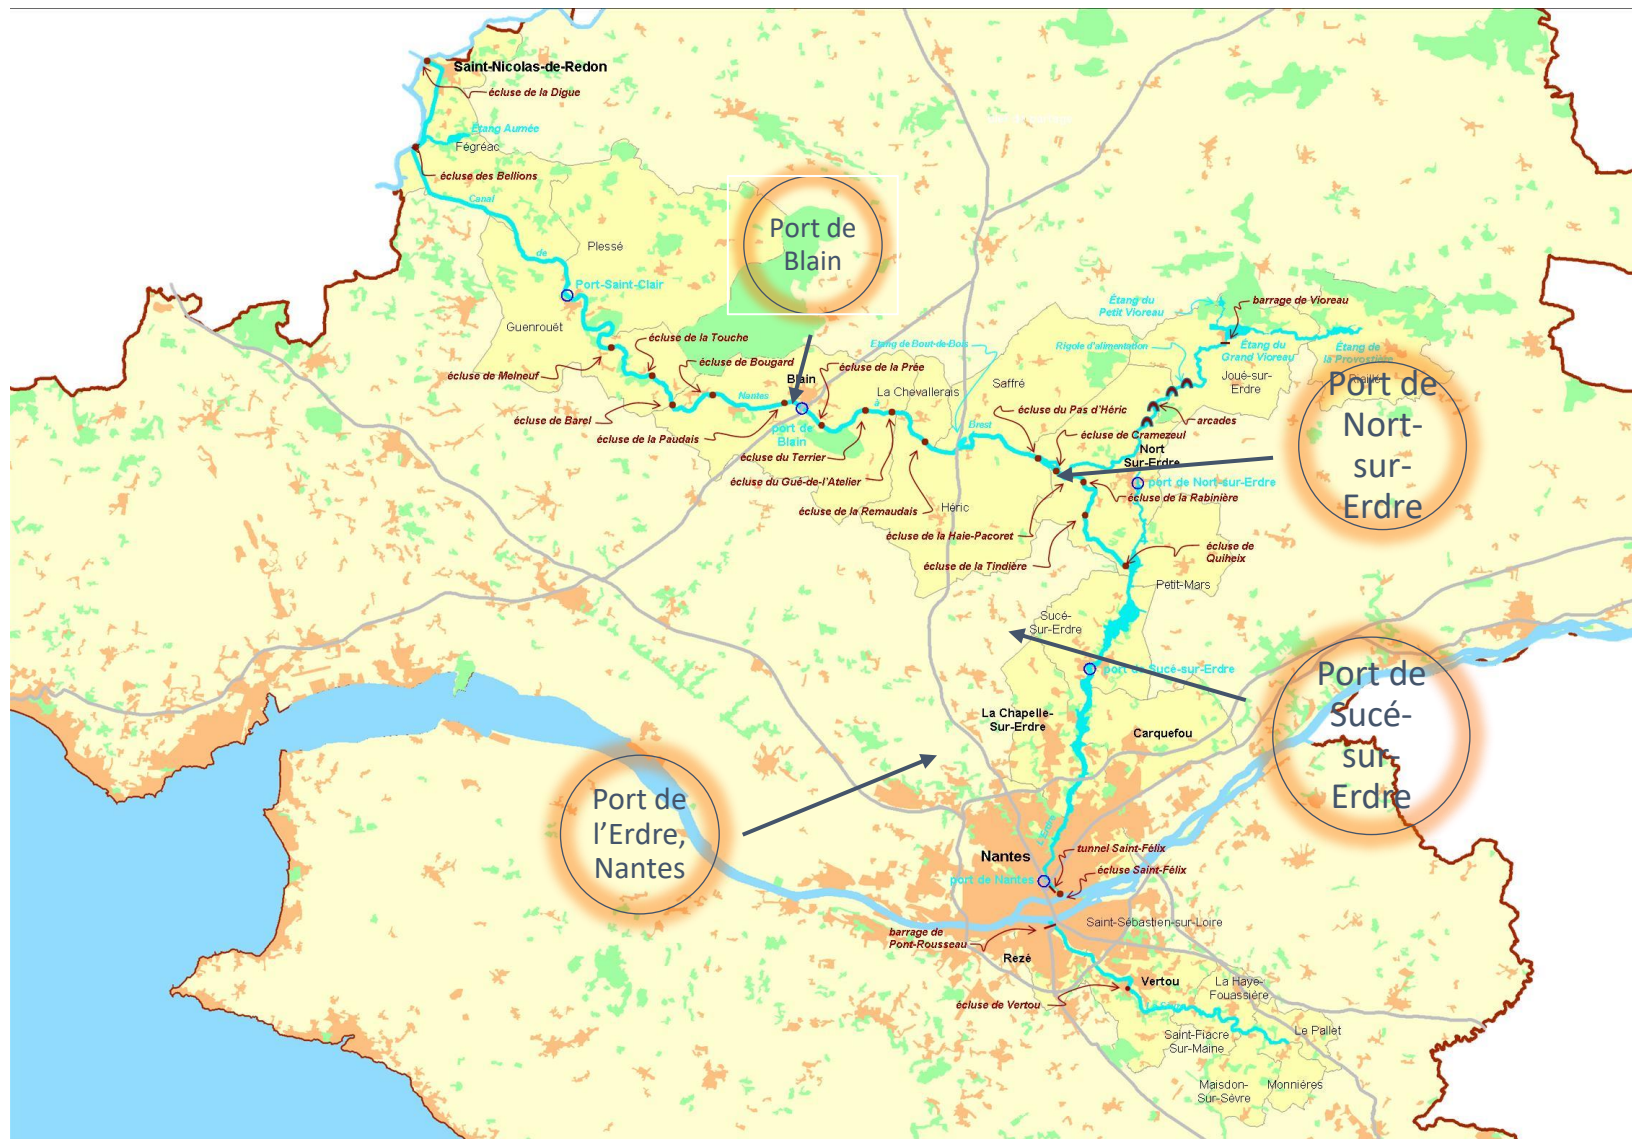 Saint-Nicolas-de-Redon
écluse de la Digue
Étang Aumée
Fégréac
écluse des Bellions
Canal
de
Plessé
Port-Saint-Clair
Guenrouët
Port de
Blain
écluse de la Touche
écluse de Melneuf
écluse de Bougard
Blain
écluse de la Prée
Etang de Bout-de-Bois
La Chevallerais
Saffré
Étang du
Petit Vioreau
barrage de Vioreau
Rigole d'alimentation
Étang du
Grand Vioreau
Étang de
la Provostière
Joué-sur-
Erdre
Port de
Nort-
sur-
Erdre
écluse de Barel
Nantes
à
Brest
port de
Blain
écluse de la Paudais
écluse du Terrier
écluse du Gué-de-l'Atelier
écluse de la Remaudais
écluse du Pas d'Héric
arcades
écluse de Cramezeul
Nort
Sur-Erdre
port de Nort-sur-Erdre
écluse de la Rabinière
Héric
écluse de la Haie-Pacoret
écluse de la Tindière
écluse de
Quiheix
Petit-Mars
Sucé-
Sur-Erdre
port de Sucé-sur-Erdre
Port de
Sucé-
sur-
Erdre
La Chapelle-
Sur-Erdre
Carquefou
Port de
l'Erdre,
Nantes
L'Erdre
Nantes
tunnel Saint-Félix
port de Nantes
écluse Saint-Félix
Saint-Sébastien-sur-Loire
barrage de
Pont-Rousseau
Rezé
Vertou
écluse de Vertou
La Haye-
Fouassière
Saint-Fiacre
Sur-Maine
Le Pallet
Maisdon-
Sur-Sèvre
Monnières